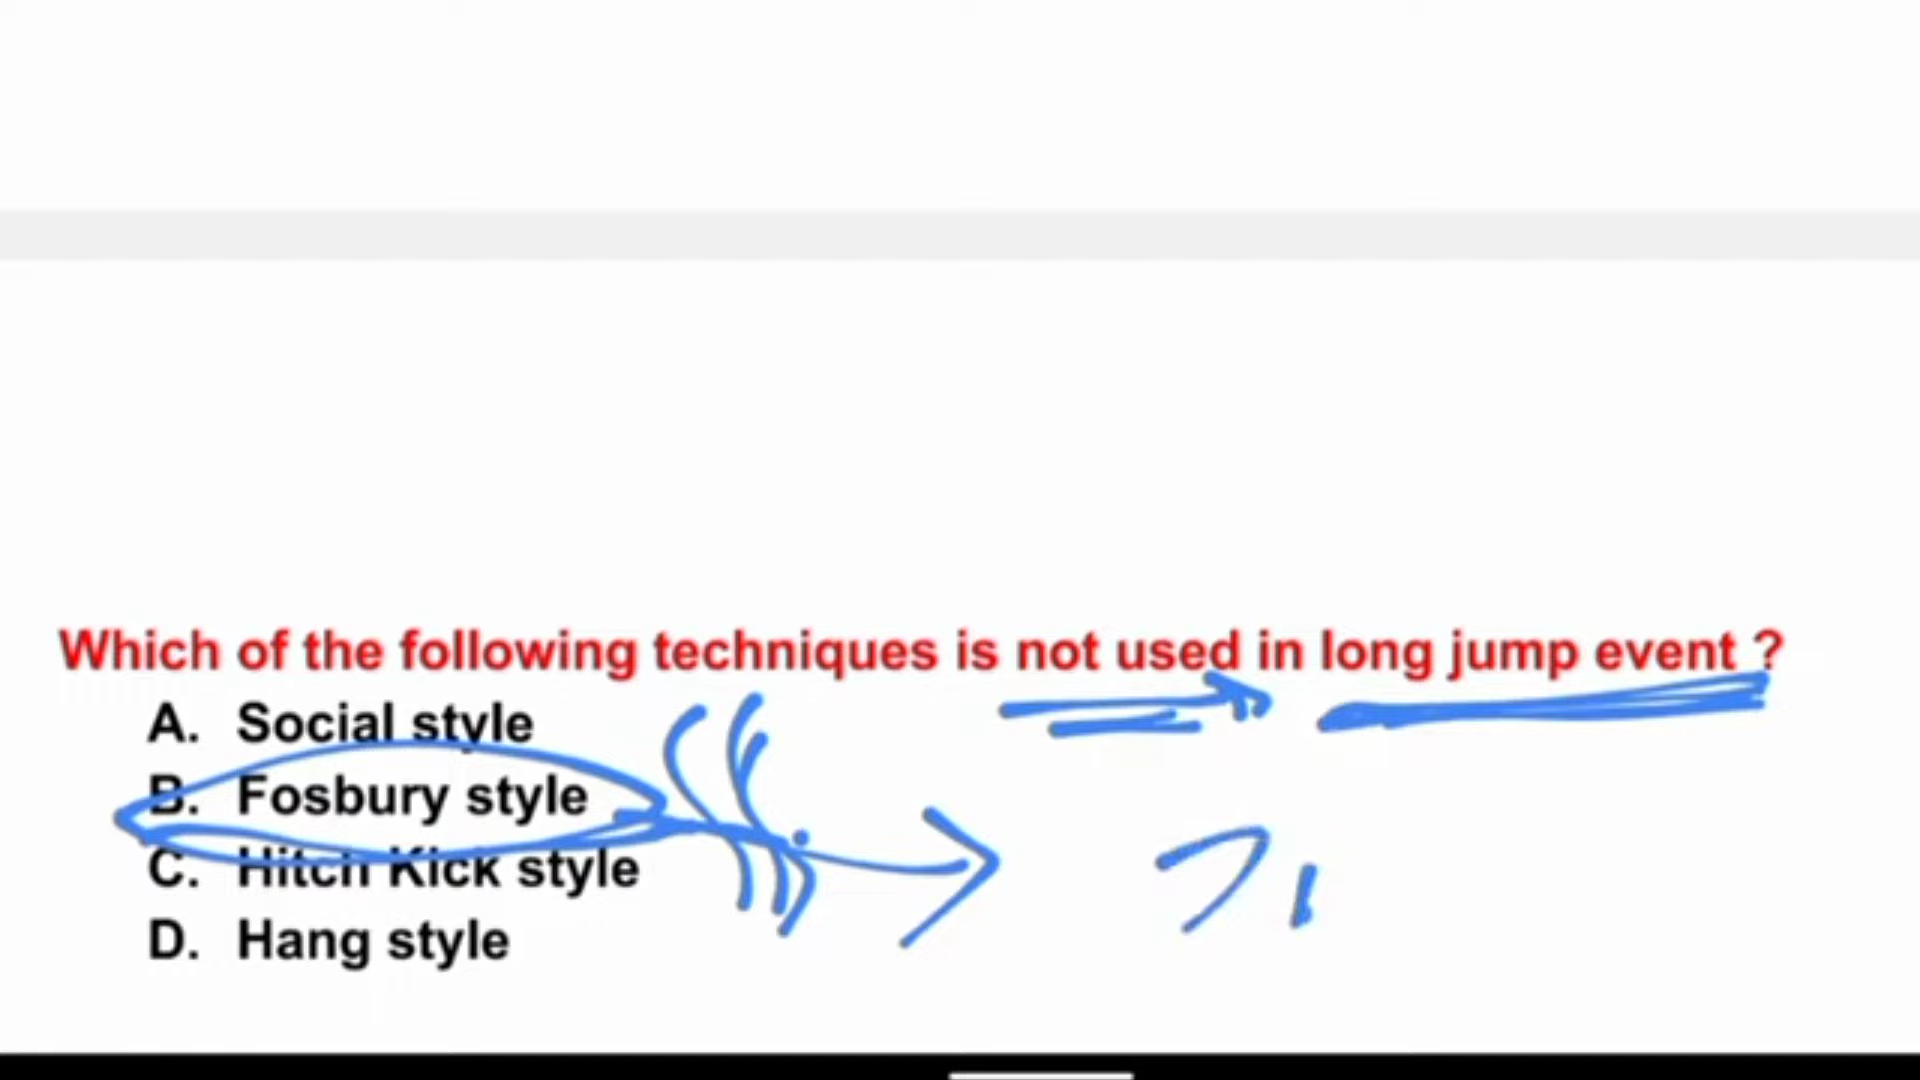 Which of the following techniques is not used in long jump event ?
A. Social style
B. Fosbury style
C. Hitch Kick style
D. Hang style